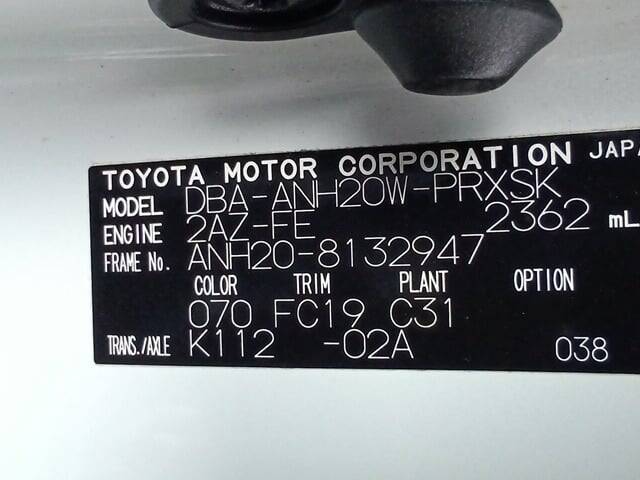 TOYOTA MOTOR CORPORATION JAPA
MODEL DBA-ANH20W-PRXSK
ENGINE 2AZ-FE 2362 mL
FRAME No. ANH20-8132947
COLOR TRIM PLANT OPTION
070 FC19 C31
TRANS./AXLE K112 -02A 038